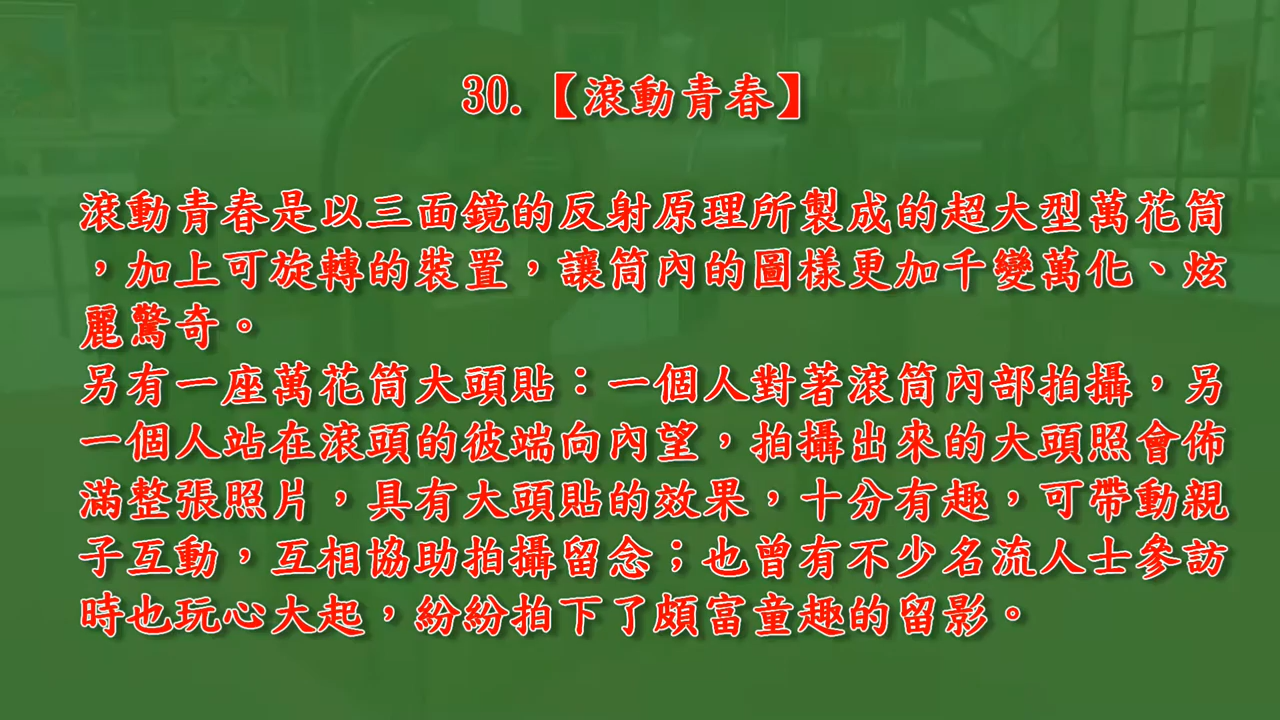 30.【滾動青春】
滾動青春是以三面鏡的反射原理所製成的超大型萬花筒
，加上可旋轉的裝置，讓筒內的圖樣更加千變萬化、炫
麗驚奇。
另有一座萬花筒大頭貼：一個人對著滾筒內部拍攝，另
一個人站在滾頭的彼端向內望，拍攝出來的大頭照會佈
滿整張照片，具有大頭貼的效果，十分有趣，可帶動親
子互動，互相協助拍攝留念；也曾有不少名流人士參訪
時也玩心大起，紛紛拍下了頗富童趣的留影。